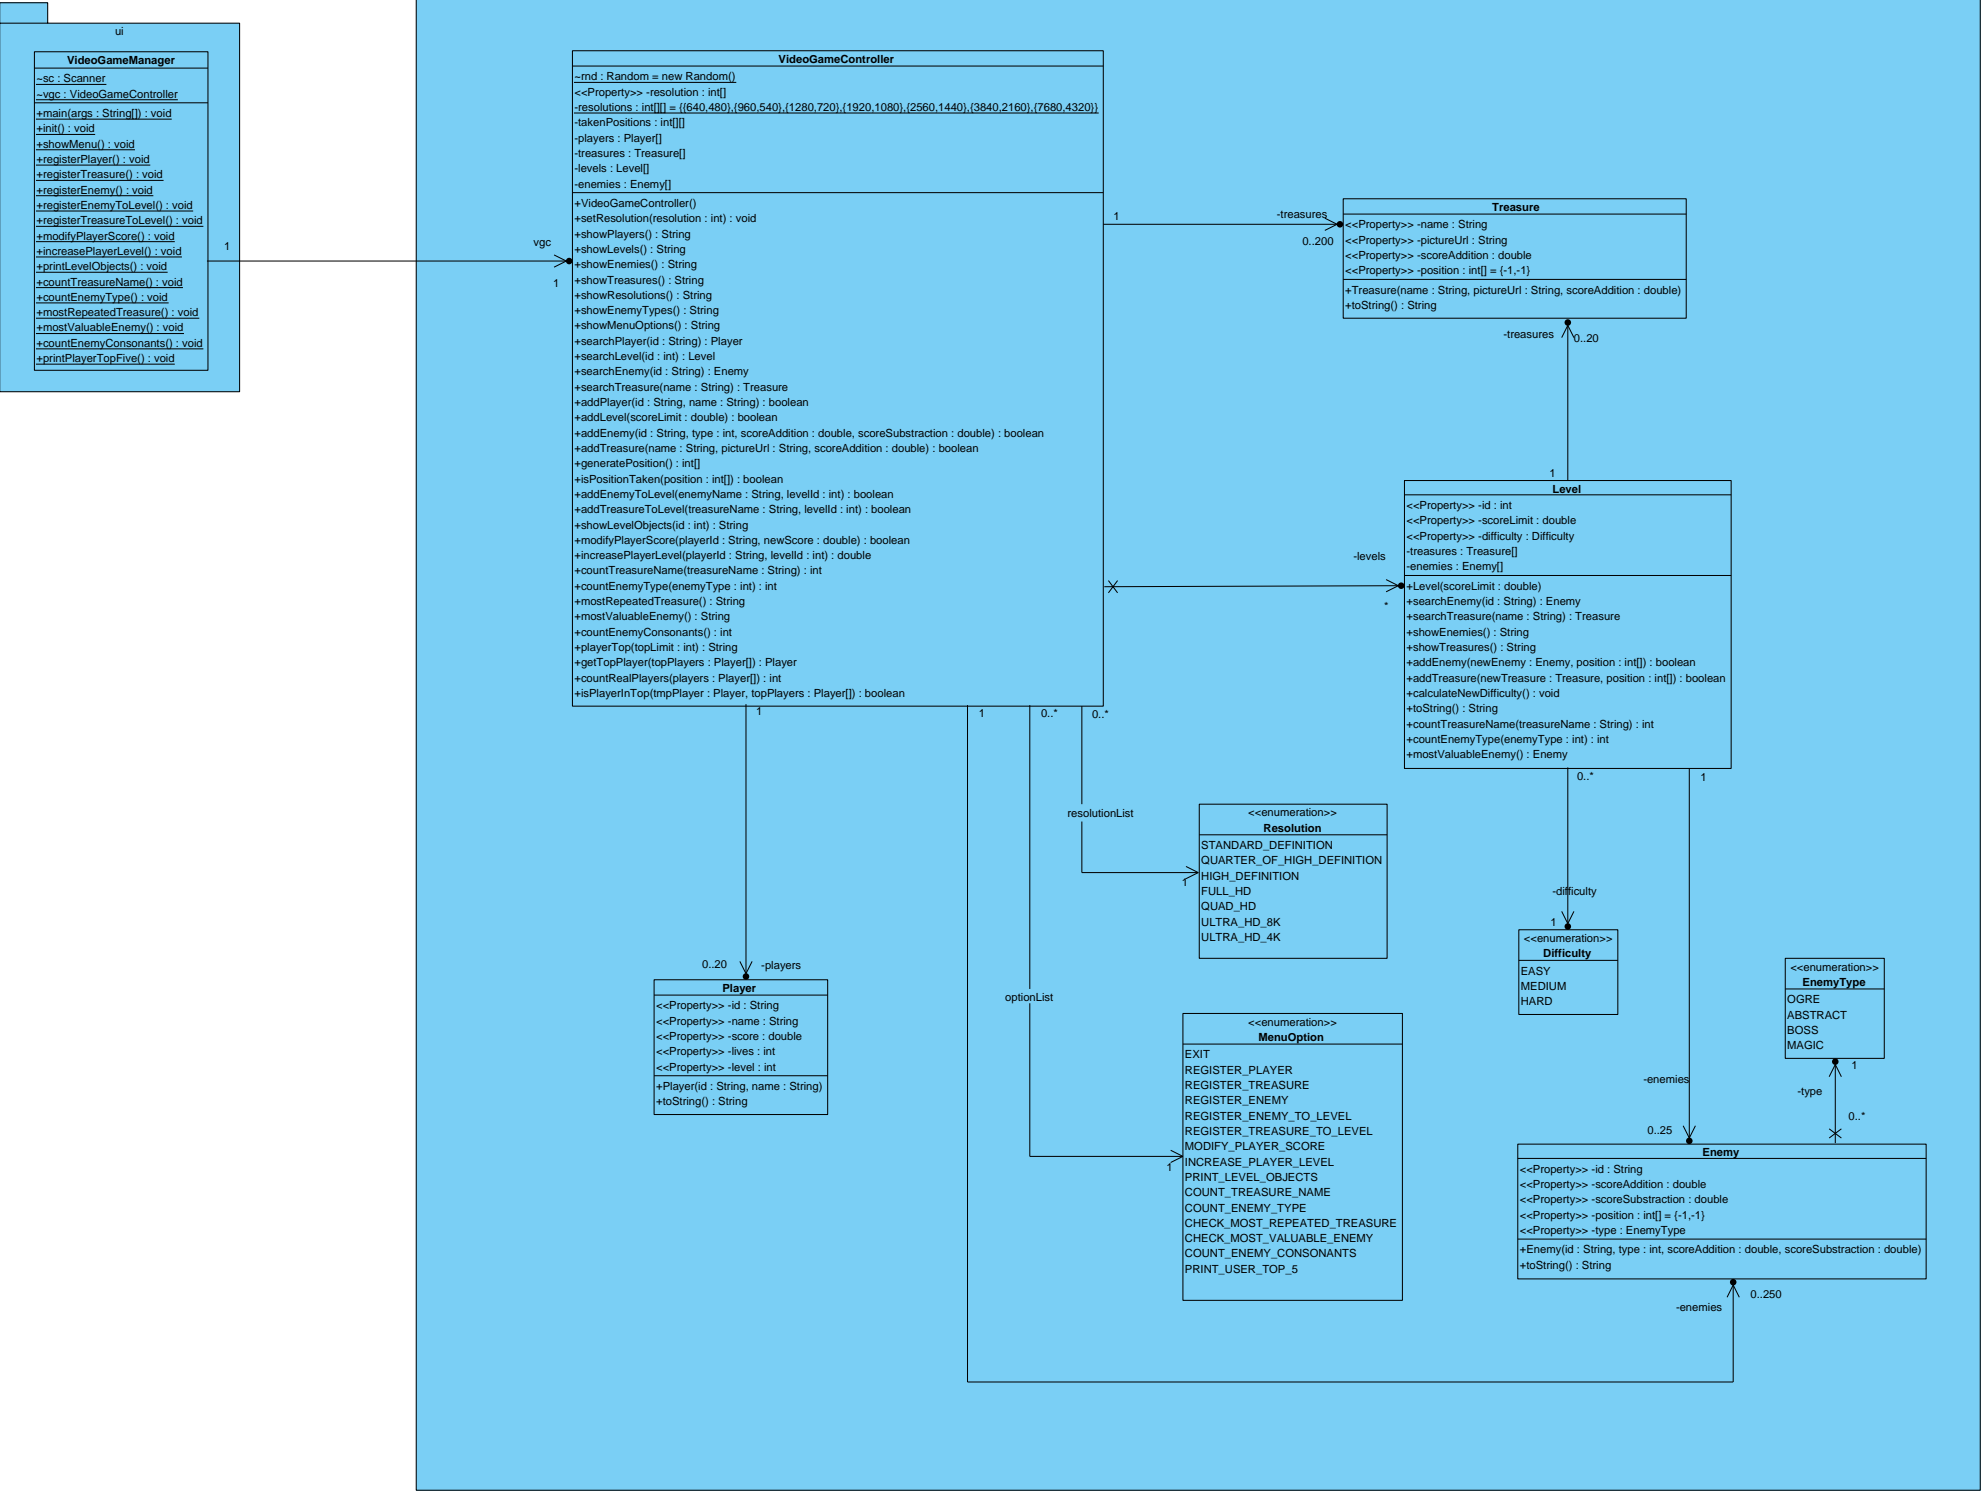 ui
VideoGameManager
~sc : Scanner
~vgc : VideoGameController
+main(args : String[]) : void
+init() : void
+showMenu() : void
+registerPlayer() : void
+registerTreasure() : void
+registerEnemy() : void
+registerEnemyToLevel() : void
+registerTreasureToLevel() : void
+modifyPlayerScore() : void
+increasePlayerLevel() : void
+printLevelObjects() : void
+countTreasureName() : void
+countEnemyType() : void
+mostRepeatedTreasure() : void
+mostValuableEnemy() : void
+countEnemyConsonants() : void
+printPlayerTopFive() : void
1
vgc
1
VideoGameController
~rnd : Random = new Random()
<<Property>> -resolution : int[]
-resolutions : int[][] = {{640,480},{960,540},{1280,720},{1920,1080},{2560,1440},{3840,2160},{7680,4320}}
-takenPositions : int[][]
-players : Player[]
-treasures : Treasure[]
-levels : Level[]
-enemies : Enemy[]
+VideoGameController()
+setResolution(resolution : int) : void
+showPlayers() : String
+showLevels() : String
+showEnemies() : String
+showTreasures() : String
+showResolutions() : String
+showEnemyTypes() : String
+showMenuOptions() : String
+searchPlayer(id : String) : Player
+searchLevel(id : int) : Level
+searchEnemy(id : String) : Enemy
+searchTreasure(name : String) : Treasure
+addPlayer(id : String, name : String) : boolean
+addLevel(scoreLimit : double) : boolean
+addEnemy(id : String, type : int, scoreAddition : double, scoreSubstraction : double) : boolean
+addTreasure(name : String, pictureUrl : String, scoreAddition : double) : boolean
+generatePosition() : int[]
+isPositionTaken(position : int[]) : boolean
+addEnemyToLevel(enemyName : String, levelId : int) : boolean
+addTreasureToLevel(treasureName : String, levelId : int) : boolean
+showLevelObjects(id : int) : String
+modifyPlayerScore(playerId : String, newScore : double) : boolean
+increasePlayerLevel(playerId : String, levelId : int) : double
+countTreasureName(treasureName : String) : int
+countEnemyType(enemyType : int) : int
+mostRepeatedTreasure() : String
+mostValuableEnemy() : String
+countEnemyConsonants() : int
+playerTop(topLimit : int) : String
+getTopPlayer(topPlayers : Player[]) : Player
+countRealPlayers(players : Player[]) : int
+isPlayerInTop(tmpPlayer : Player, topPlayers : Player[]) : boolean
1
-treasures
0..200
Treasure
<<Property>> -name : String
<<Property>> -pictureUrl : String
<<Property>> -scoreAddition : double
<<Property>> -position : int[] = {-1,-1}
+Treasure(name : String, pictureUrl : String, scoreAddition : double)
+toString() : String
-treasures
0..20
1
Level
<<Property>> -id : int
<<Property>> -scoreLimit : double
<<Property>> -difficulty : Difficulty
-treasures : Treasure[]
-enemies : Enemy[]
+Level(scoreLimit : double)
+searchEnemy(id : String) : Enemy
+searchTreasure(name : String) : Treasure
+showEnemies() : String
+showTreasures() : String
+addEnemy(newEnemy : Enemy, position : int[]) : boolean
+addTreasure(newTreasure : Treasure, position : int[]) : boolean
+calculateNewDifficulty() : void
+toString() : String
+countTreasureName(treasureName : String) : int
+countEnemyType(enemyType : int) : int
+mostValuableEnemy() : Enemy
-levels
*
1
1
0..*
0..*
0..*
1
resolutionList
1
<<enumeration>>
Resolution
STANDARD_DEFINITION
QUARTER_OF_HIGH_DEFINITION
HIGH_DEFINITION
FULL_HD
QUAD_HD
ULTRA_HD_8K
ULTRA_HD_4K
-difficulty
1
<<enumeration>>
Difficulty
EASY
MEDIUM
HARD
<<enumeration>>
EnemyType
OGRE
ABSTRACT
BOSS
MAGIC
1
-type
0..*
0..20
-players
Player
<<Property>> -id : String
<<Property>> -name : String
<<Property>> -score : double
<<Property>> -lives : int
<<Property>> -level : int
+Player(id : String, name : String)
+toString() : String
optionList
1
<<enumeration>>
MenuOption
EXIT
REGISTER_PLAYER
REGISTER_TREASURE
REGISTER_ENEMY
REGISTER_ENEMY_TO_LEVEL
REGISTER_TREASURE_TO_LEVEL
MODIFY_PLAYER_SCORE
INCREASE_PLAYER_LEVEL
PRINT_LEVEL_OBJECTS
COUNT_TREASURE_NAME
COUNT_ENEMY_TYPE
CHECK_MOST_REPEATED_TREASURE
CHECK_MOST_VALUABLE_ENEMY
COUNT_ENEMY_CONSONANTS
PRINT_USER_TOP_5
-enemies
0..25
Enemy
<<Property>> -id : String
<<Property>> -scoreAddition : double
<<Property>> -scoreSubstraction : double
<<Property>> -position : int[] = {-1,-1}
<<Property>> -type : EnemyType
+Enemy(id : String, type : int, scoreAddition : double, scoreSubstraction : double)
+toString() : String
0..250
-enemies